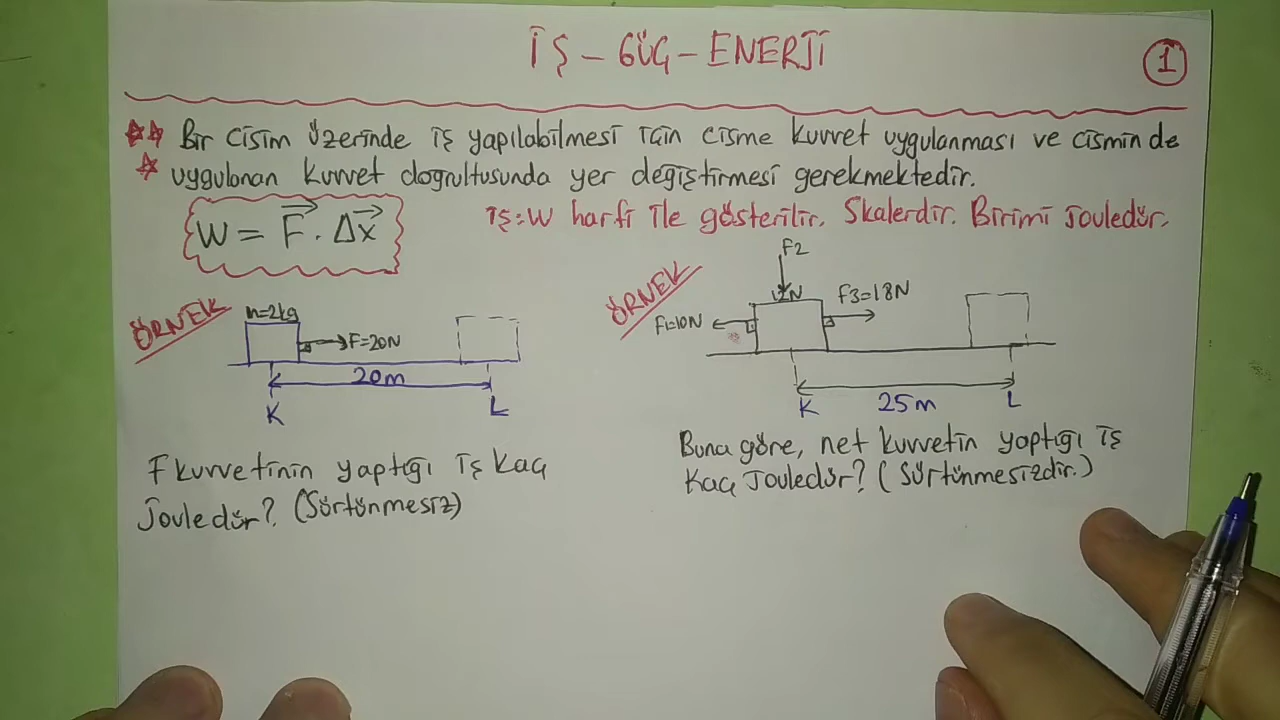 İŞ - GÜÇ - ENERJİ
1
Bir cisim üzerinde iş yapılabilmesi için cisme kuvvet uygulanması ve cismin de
uygulanan kuvvet doğrultusunda yer değiştirmesi gerekmektedir.
W = F . Δx
iş: W harfi ile gösterilir. Skalerdir. Birimi Jouledür.
ÖRNEK
m=2kg
F=20N
20m
K
L
F kuvvetinin yaptığı iş kaç
Jouledür? (Sürtünmesiz)
ÖRNEK
F2
F1=10N
F3=18N
K
25m
L
Buna göre, net kuvvetin yaptığı iş
kaç Jouledür? (Sürtünmesizdir.)